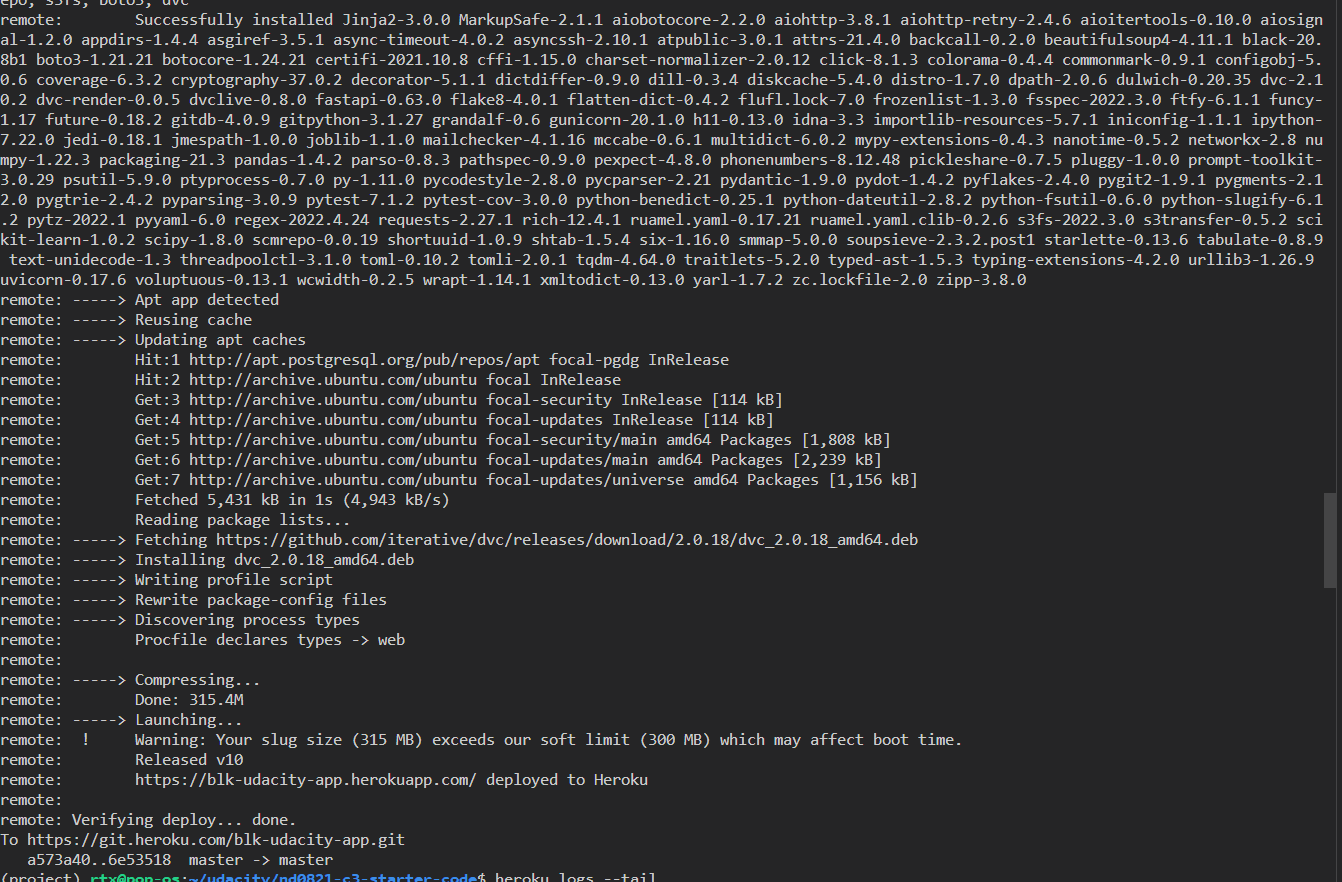 epo, s3fs, boto3, dvc
remote:        Successfully installed Jinja2-3.0.0 MarkupSafe-2.1.1 aiobotocore-2.2.0 aiohttp-3.8.1 aiohttp-retry-2.4.6 aioitertools-0.10.0 aiosign
al-1.2.0 appdirs-1.4.4 asgiref-3.5.1 async-timeout-4.0.2 asyncssh-2.10.1 atpublic-3.0.1 attrs-21.4.0 backcall-0.2.0 beautifulsoup4-4.11.1 black-20.
8b1 boto3-1.21.21 botocore-1.24.21 certifi-2021.10.8 cffi-1.15.0 charset-normalizer-2.0.12 click-8.1.3 colorama-0.4.4 commonmark-0.9.1 configobj-5.
0.6 coverage-6.3.2 cryptography-37.0.2 decorator-5.1.1 dictdiffer-0.9.0 dill-0.3.4 diskcache-5.4.0 distro-1.7.0 dpath-2.0.6 dulwich-0.20.35 dvc-2.1
0.2 dvc-render-0.0.5 dvclive-0.8.0 fastapi-0.63.0 flake8-4.0.1 flatten-dict-0.4.2 flufl.lock-7.0 frozenlist-1.3.0 fsspec-2022.3.0 ftfy-6.1.1 funcy-
1.17 future-0.18.2 gitdb-4.0.9 gitpython-3.1.27 grandalf-0.6 gunicorn-20.1.0 h11-0.13.0 idna-3.3 importlib-resources-5.7.1 iniconfig-1.1.1 ipython-
7.22.0 jedi-0.18.1 jmespath-1.0.0 joblib-1.1.0 mailchecker-4.1.16 mccabe-0.6.1 multidict-6.0.2 mypy-extensions-0.4.3 nanotime-0.5.2 networkx-2.8 nu
mpy-1.22.3 packaging-21.3 pandas-1.4.2 parso-0.8.3 pathspec-0.9.0 pexpect-4.8.0 phonenumbers-8.12.48 pickleshare-0.7.5 pluggy-1.0.0 prompt-toolkit-
3.0.29 psutil-5.9.0 ptyprocess-0.7.0 py-1.11.0 pycodestyle-2.8.0 pycparser-2.21 pydantic-1.9.0 pydot-1.4.2 pyflakes-2.4.0 pygit2-1.9.1 pygments-2.1
2.0 pygtrie-2.4.2 pyparsing-3.0.9 pytest-7.1.2 pytest-cov-3.0.0 python-benedict-0.25.1 python-dateutil-2.8.2 python-fsutil-0.6.0 python-slugify-6.1
.2 pytz-2022.1 pyyaml-6.0 regex-2022.4.24 requests-2.27.1 rich-12.4.1 ruamel.yaml-0.17.21 ruamel.yaml.clib-0.2.6 s3fs-2022.3.0 s3transfer-0.5.2 sci
kit-learn-1.0.2 scipy-1.8.0 scmrepo-0.0.19 shortuuid-1.0.9 shtab-1.5.4 six-1.16.0 smmap-5.0.0 soupsieve-2.3.2.post1 starlette-0.13.6 tabulate-0.8.9
 text-unidecode-1.3 threadpoolctl-3.1.0 toml-0.10.2 tomli-2.0.1 tqdm-4.64.0 traitlets-5.2.0 typed-ast-1.5.3 typing-extensions-4.2.0 urllib3-1.26.9
uvicorn-0.17.6 voluptuous-0.13.1 wcwidth-0.2.5 wrapt-1.14.1 xmltodict-0.13.0 yarl-1.7.2 zc.lockfile-2.0 zipp-3.8.0
remote: -----> Apt app detected
remote: -----> Reusing cache
remote: -----> Updating apt caches
remote:        Hit:1 http://apt.postgresql.org/pub/repos/apt focal-pgdg InRelease
remote:        Hit:2 http://archive.ubuntu.com/ubuntu focal InRelease
remote:        Get:3 http://archive.ubuntu.com/ubuntu focal-security InRelease [114 kB]
remote:        Get:4 http://archive.ubuntu.com/ubuntu focal-updates InRelease [114 kB]
remote:        Get:5 http://archive.ubuntu.com/ubuntu focal-security/main amd64 Packages [1,808 kB]
remote:        Get:6 http://archive.ubuntu.com/ubuntu focal-updates/main amd64 Packages [2,239 kB]
remote:        Get:7 http://archive.ubuntu.com/ubuntu focal-updates/universe amd64 Packages [1,156 kB]
remote:        Fetched 5,431 kB in 1s (4,943 kB/s)
remote:        Reading package lists...
remote: -----> Fetching https://github.com/iterative/dvc/releases/download/2.0.18/dvc_2.0.18_amd64.deb
remote: -----> Installing dvc_2.0.18_amd64.deb
remote: -----> Writing profile script
remote: -----> Rewrite package-config files
remote: -----> Discovering process types
remote:        Procfile declares types -> web
remote:
remote: -----> Compressing...
remote:        Done: 315.4M
remote: -----> Launching...
remote:  !     Warning: Your slug size (315 MB) exceeds our soft limit (300 MB) which may affect boot time.
remote:        Released v10
remote:        https://blk-udacity-app.herokuapp.com/ deployed to Heroku
remote:
remote: Verifying deploy... done.
To https://git.heroku.com/blk-udacity-app.git
   a573a40..6e53518  master -> master
(project) rtx@pop-os:~/udacity/nd0821-c3-starter-code$ heroku logs --tail